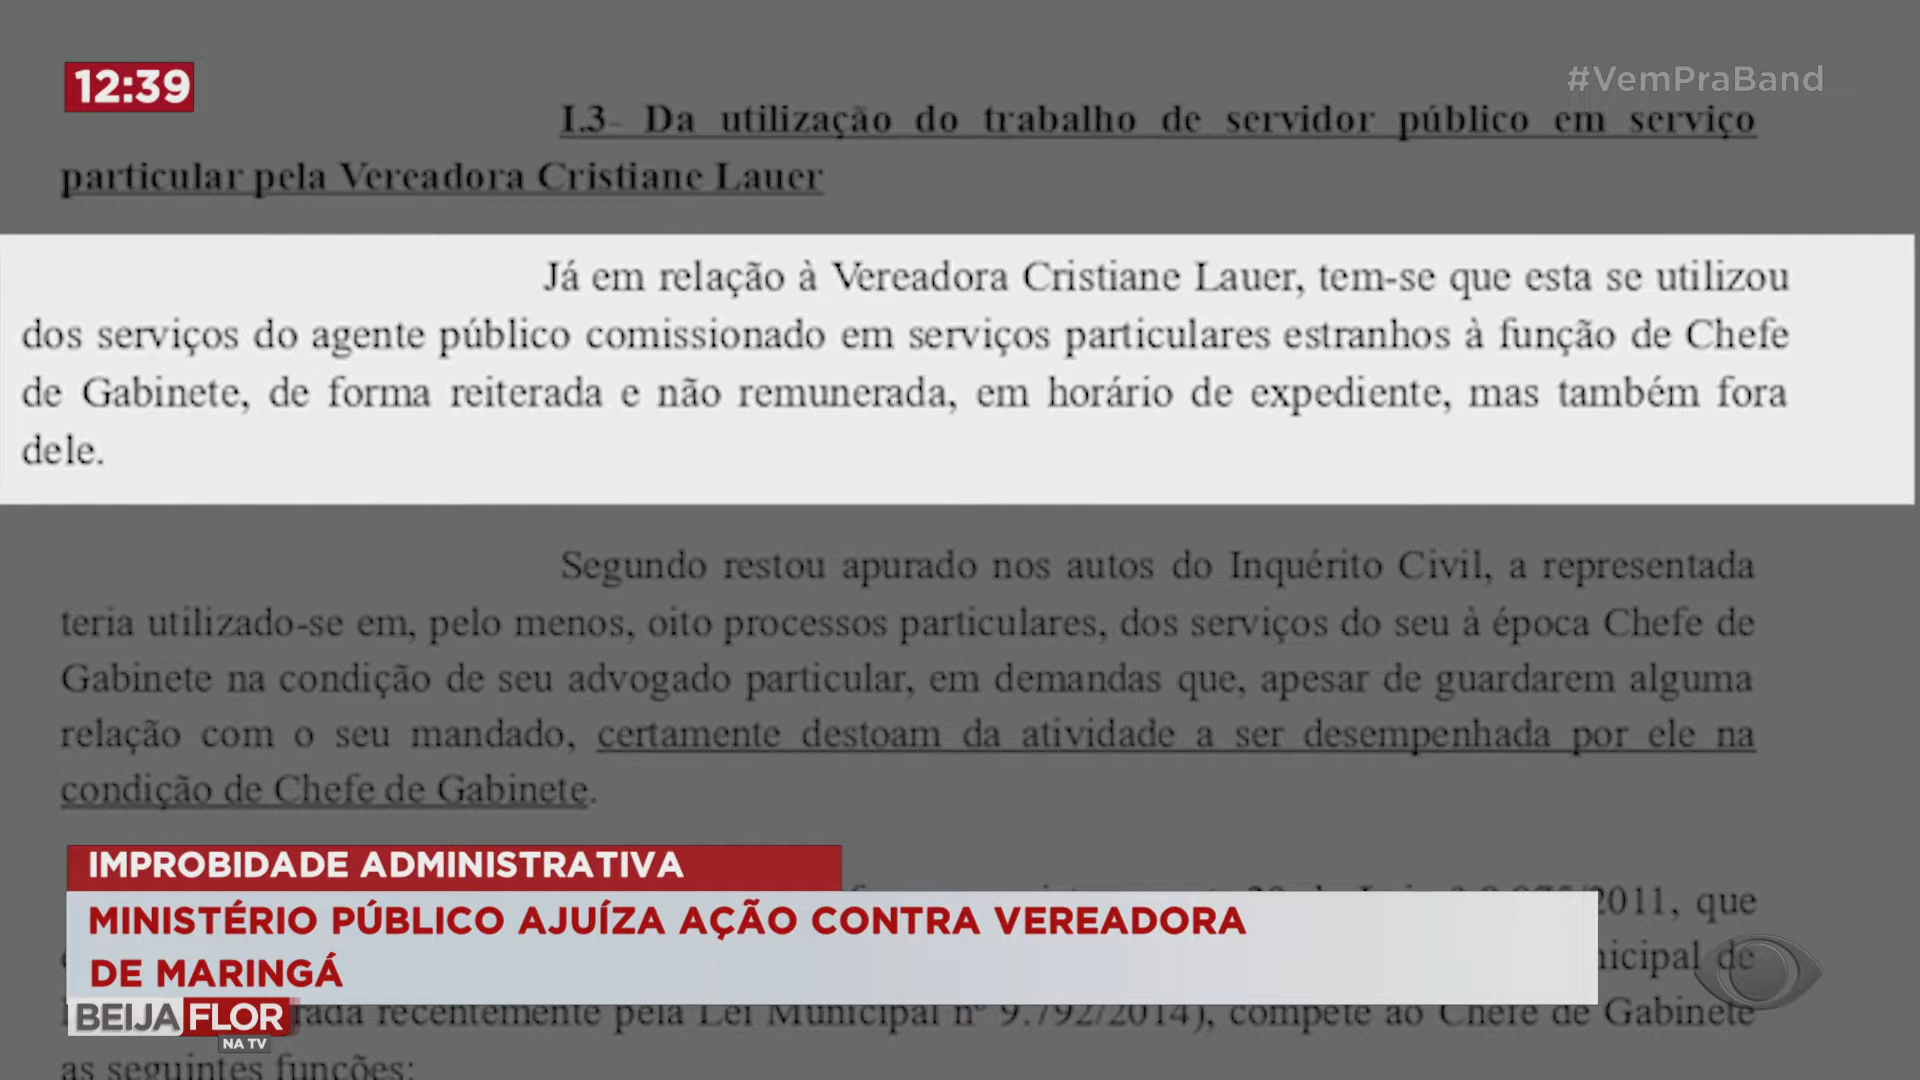 12:39
#VemPraBand
I.3- Da utilização do trabalho de servidor público em serviço
particular pela Vereadora Cristiane Lauer
Já em relação à Vereadora Cristiane Lauer, tem-se que esta se utilizou
dos serviços do agente público comissionado em serviços particulares estranhos à função de Chefe
de Gabinete, de forma reiterada e não remunerada, em horário de expediente, mas também fora
dele.
Segundo restou apurado nos autos do Inquérito Civil, a representada
teria utilizado-se em, pelo menos, oito processos particulares, dos serviços do seu à época Chefe de
Gabinete na condição de seu advogado particular, em demandas que, apesar de guardarem alguma
relação com o seu mandado, certamente destoam da atividade a ser desempenhada por ele na
condição de Chefe de Gabinete.
2011, que
de
recentemente pela Lei Municipal nº 9.792/2014), compete ao Chefe de Gabinete
as seguintes funções:
IMPROBIDADE ADMINISTRATIVA
MINISTÉRIO PÚBLICO AJUÍZA AÇÃO CONTRA VEREADORA
DE MARINGÁ
BEIJA FLOR
NA TV